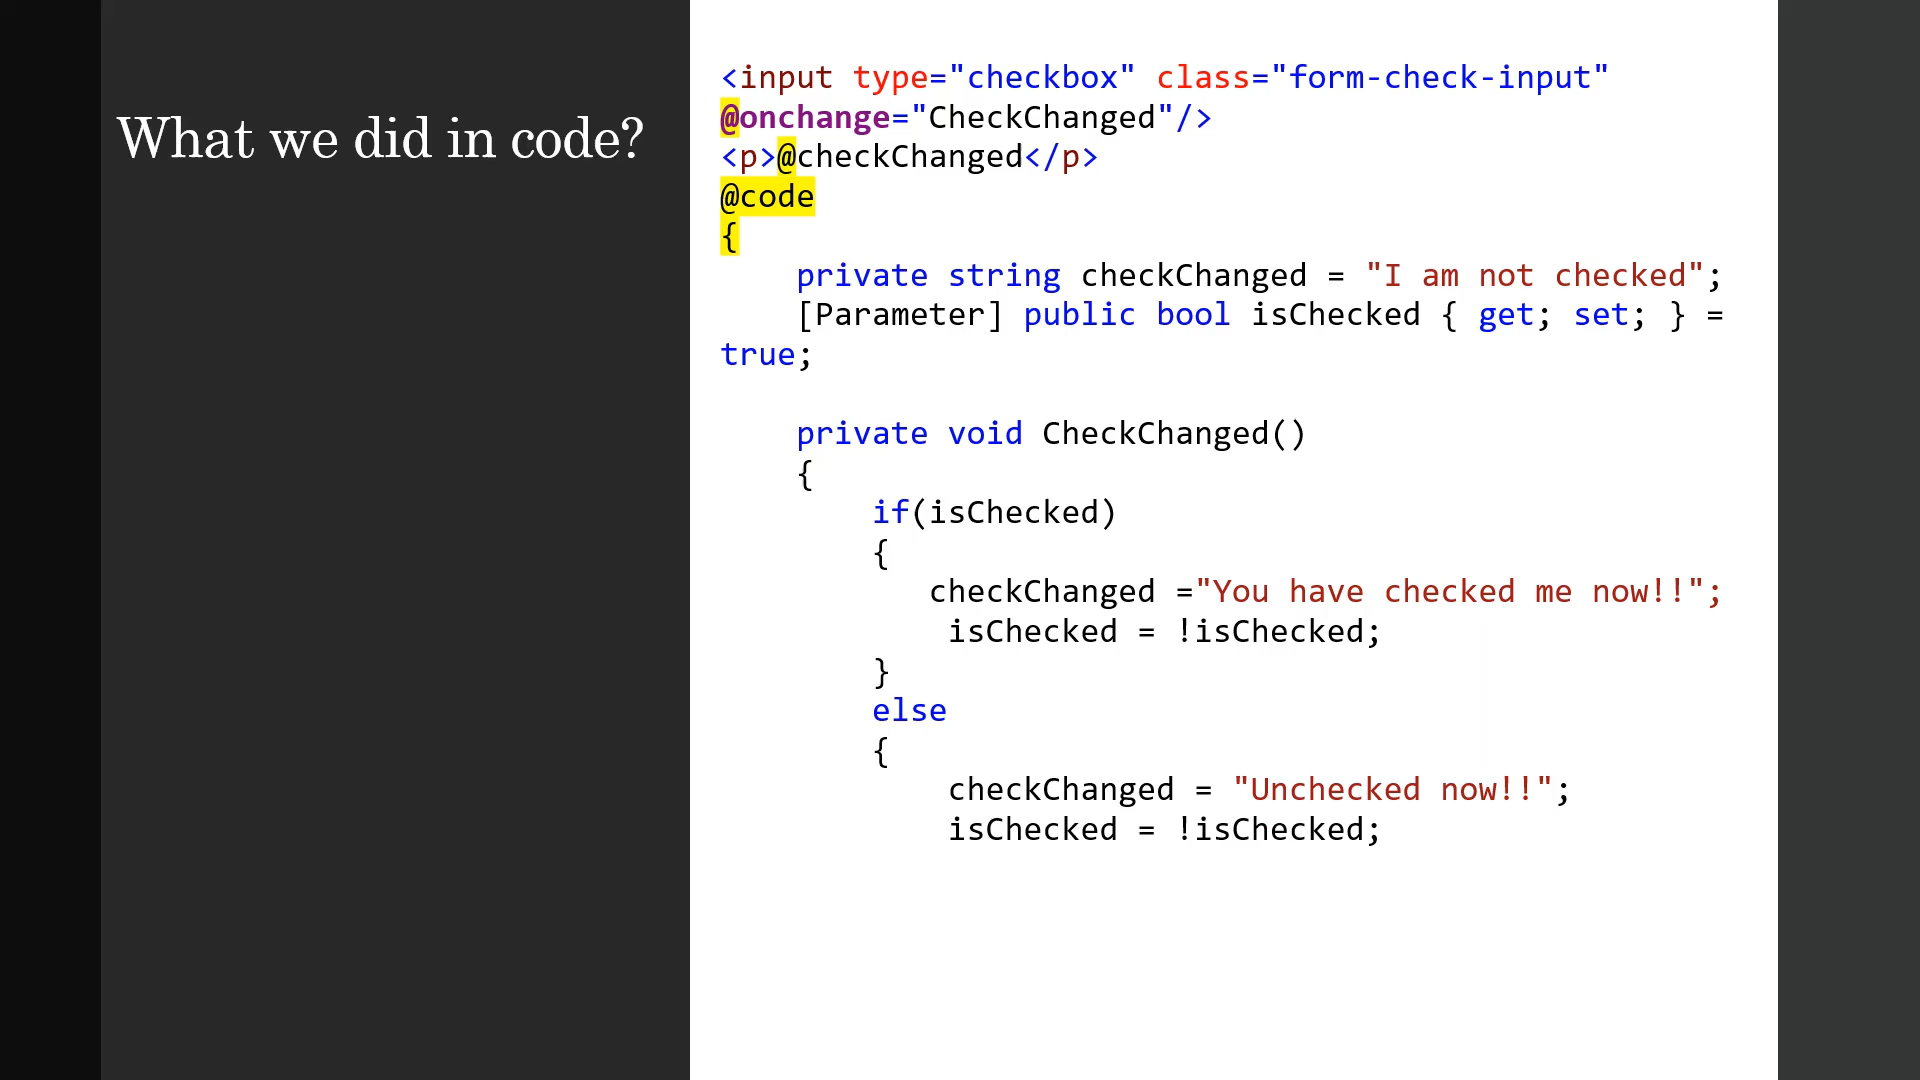 What we did in code?
<input type="checkbox" class="form-check-input"
@onchange="CheckChanged"/>
<p>@checkChanged</p>
@code
{
    private string checkChanged = "I am not checked";
    [Parameter] public bool isChecked { get; set; } =
true;

    private void CheckChanged()
    {
        if(isChecked)
        {
           checkChanged ="You have checked me now!!";
            isChecked = !isChecked;
        }
        else
        {
            checkChanged = "Unchecked now!!";
            isChecked = !isChecked;